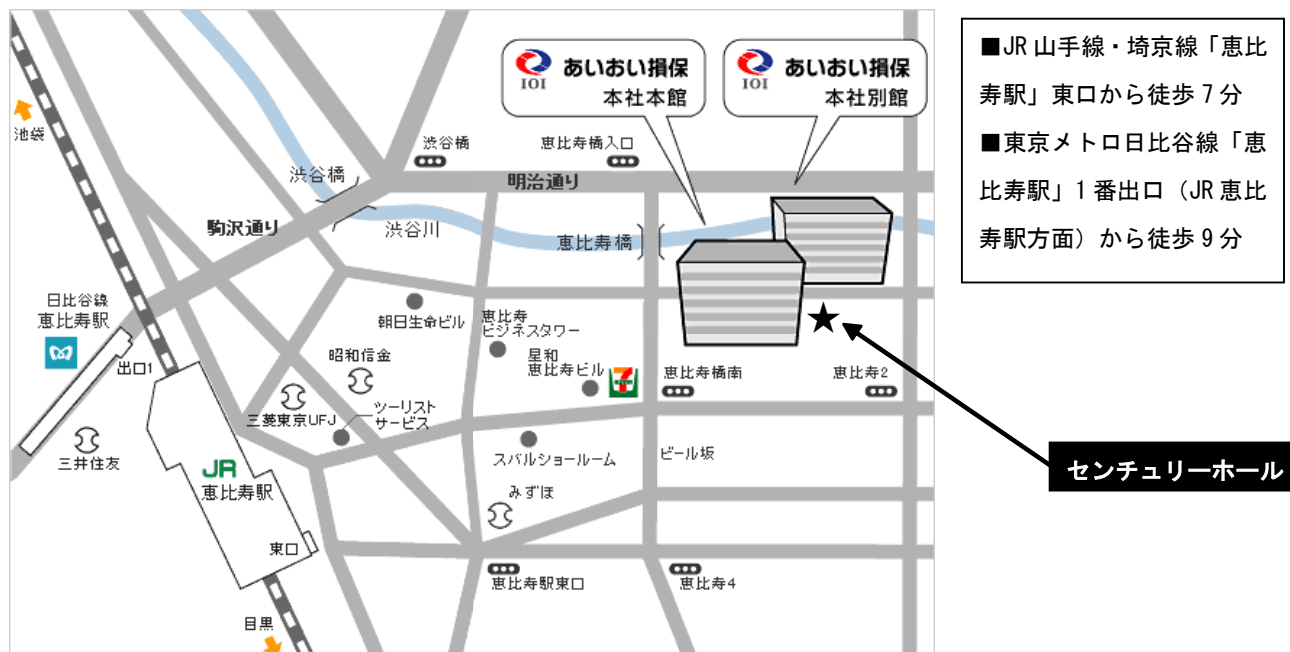 IOI
あいおい損保
本社本館
IOI
あいおい損保
本社別館
■JR 山手線・埼京線「恵比
寿駅」東口から徒歩 7 分
■東京メトロ日比谷線「恵
比寿駅」1 番出口（JR 恵比
寿駅方面）から徒歩 9 分
池袋
渋谷橋
恵比寿橋入口
渋谷橋
明治通り
駒沢通り
渋谷川
恵比寿橋
日比谷線
恵比寿駅
出口1
朝日生命ビル
恵比寿
ビジネスタワー
昭和信金
星和
恵比寿ビル
7
恵比寿橋南
恵比寿2
三菱東京UFJ
ツーリスト
サービス
三井住友
スバルショールーム
ビール坂
センチュリーホール
JR
恵比寿駅
みずほ
東口
恵比寿駅東口
恵比寿4
目黒